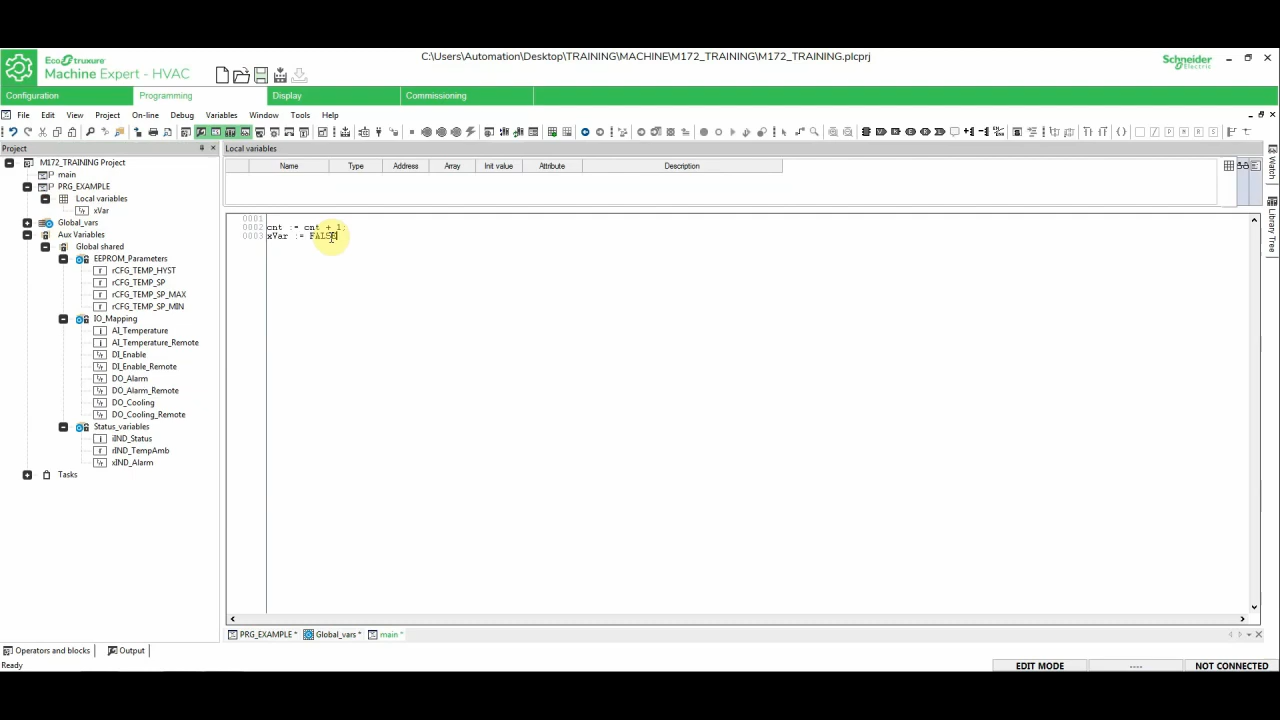 C:\Users\Automation\Desktop\TRAINING\MACHINE\M172_TRAINING\M172_TRAINING.plcprj
EcoStruxure
Machine Expert - HVAC
Schneider
Electric
Configuration Programming Display Commissioning
File Edit View Project On-line Debug Variables Window Tools Help
Project
M172_TRAINING Project
main
PRG_EXAMPLE
Local variables
xVar
Global_vars
Aux Variables
Global shared
EEPROM_Parameters
rCFG_TEMP_HYST
rCFG_TEMP_SP
rCFG_TEMP_SP_MAX
rCFG_TEMP_SP_MIN
IO_Mapping
AI_Temperature
AI_Temperature_Remote
DI_Enable
DI_Enable_Remote
DO_Alarm
DO_Alarm_Remote
DO_Cooling
DO_Cooling_Remote
Status_variables
iIND_Status
rIND_TempAmb
xIND_Alarm
Tasks
Local variables
Name Type Address Array Init value Attribute Description
0001
0002 cnt := cnt + 1;
0003 xVar := FALSE
Watch
Library Tree
PRG_EXAMPLE * Global_vars * main *
Operators and blocks Output
Ready EDIT MODE ---- NOT CONNECTED